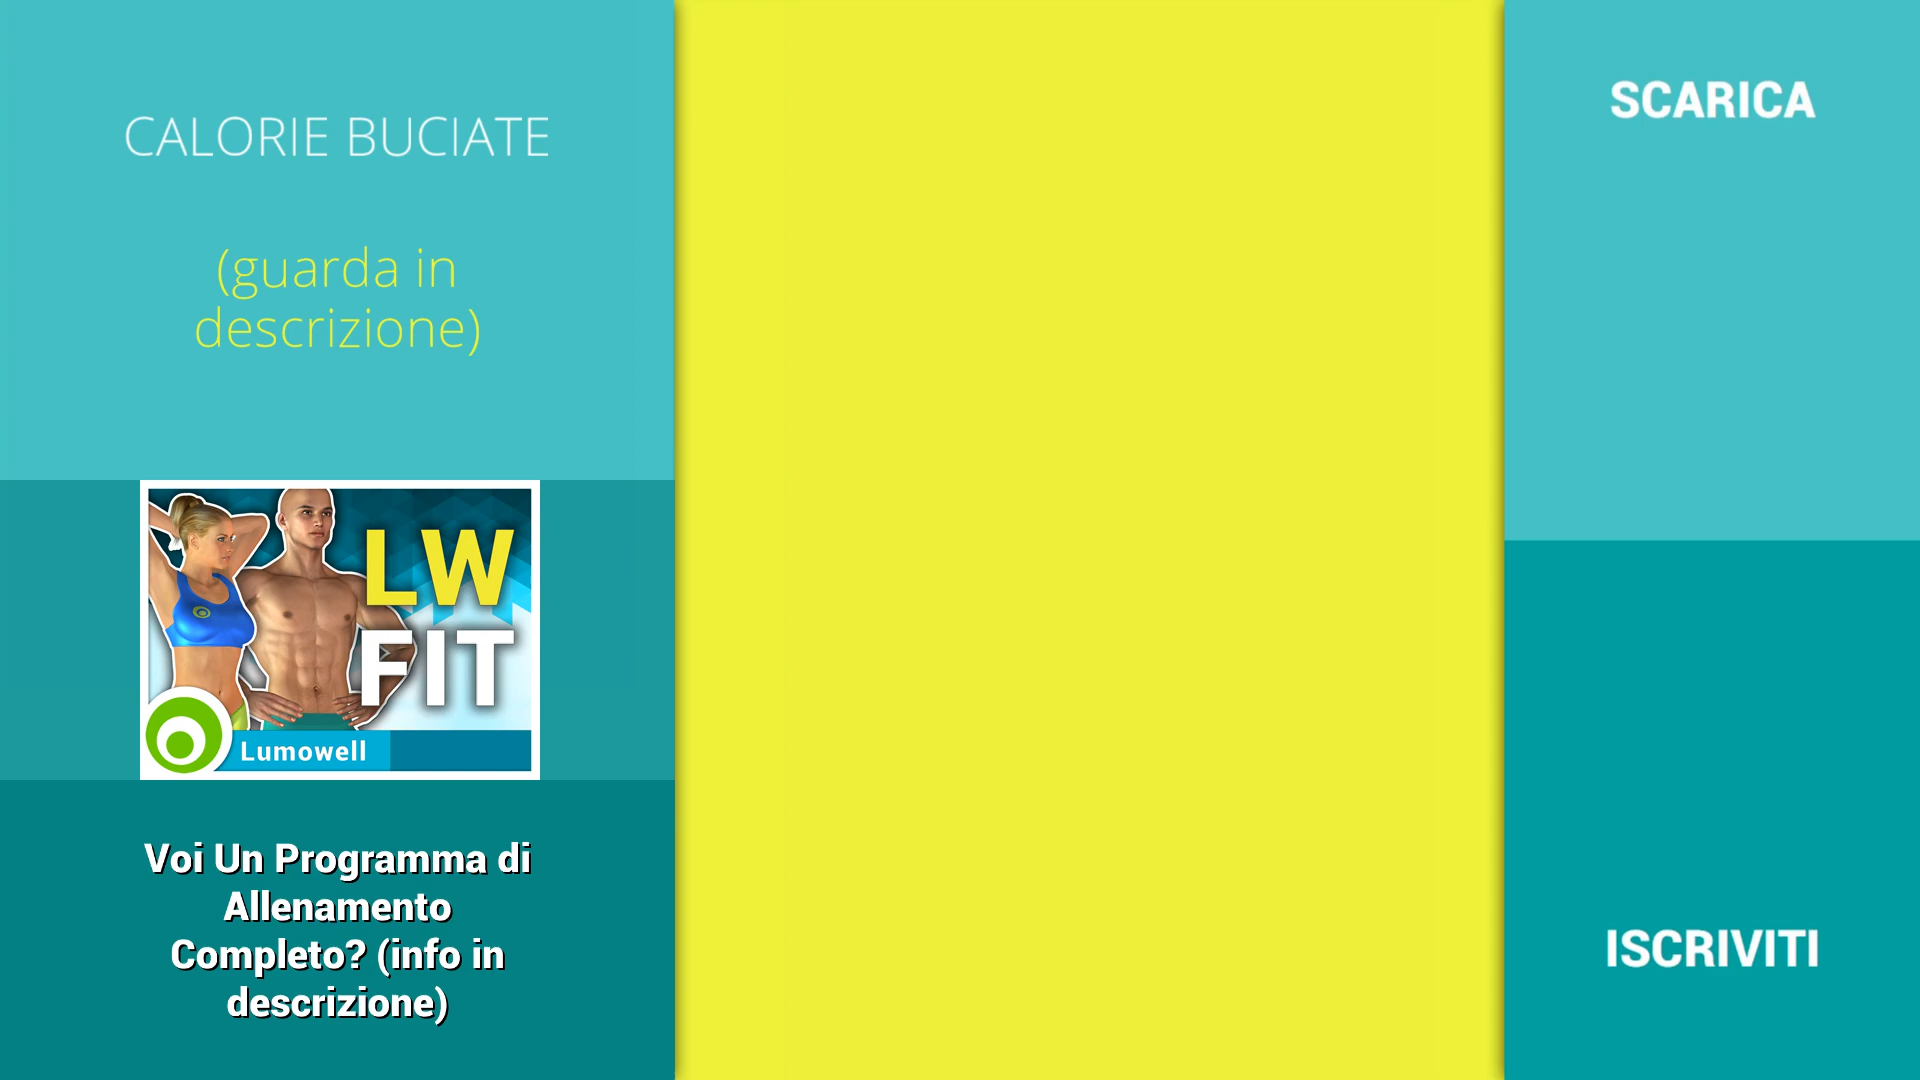 CALORIE BUCIATE
(guarda in
descrizione)
LW
FIT
Lumowell
Voi Un Programma di
Allenamento
Completo? (info in
descrizione)
SCARICA
ISCRIVITI